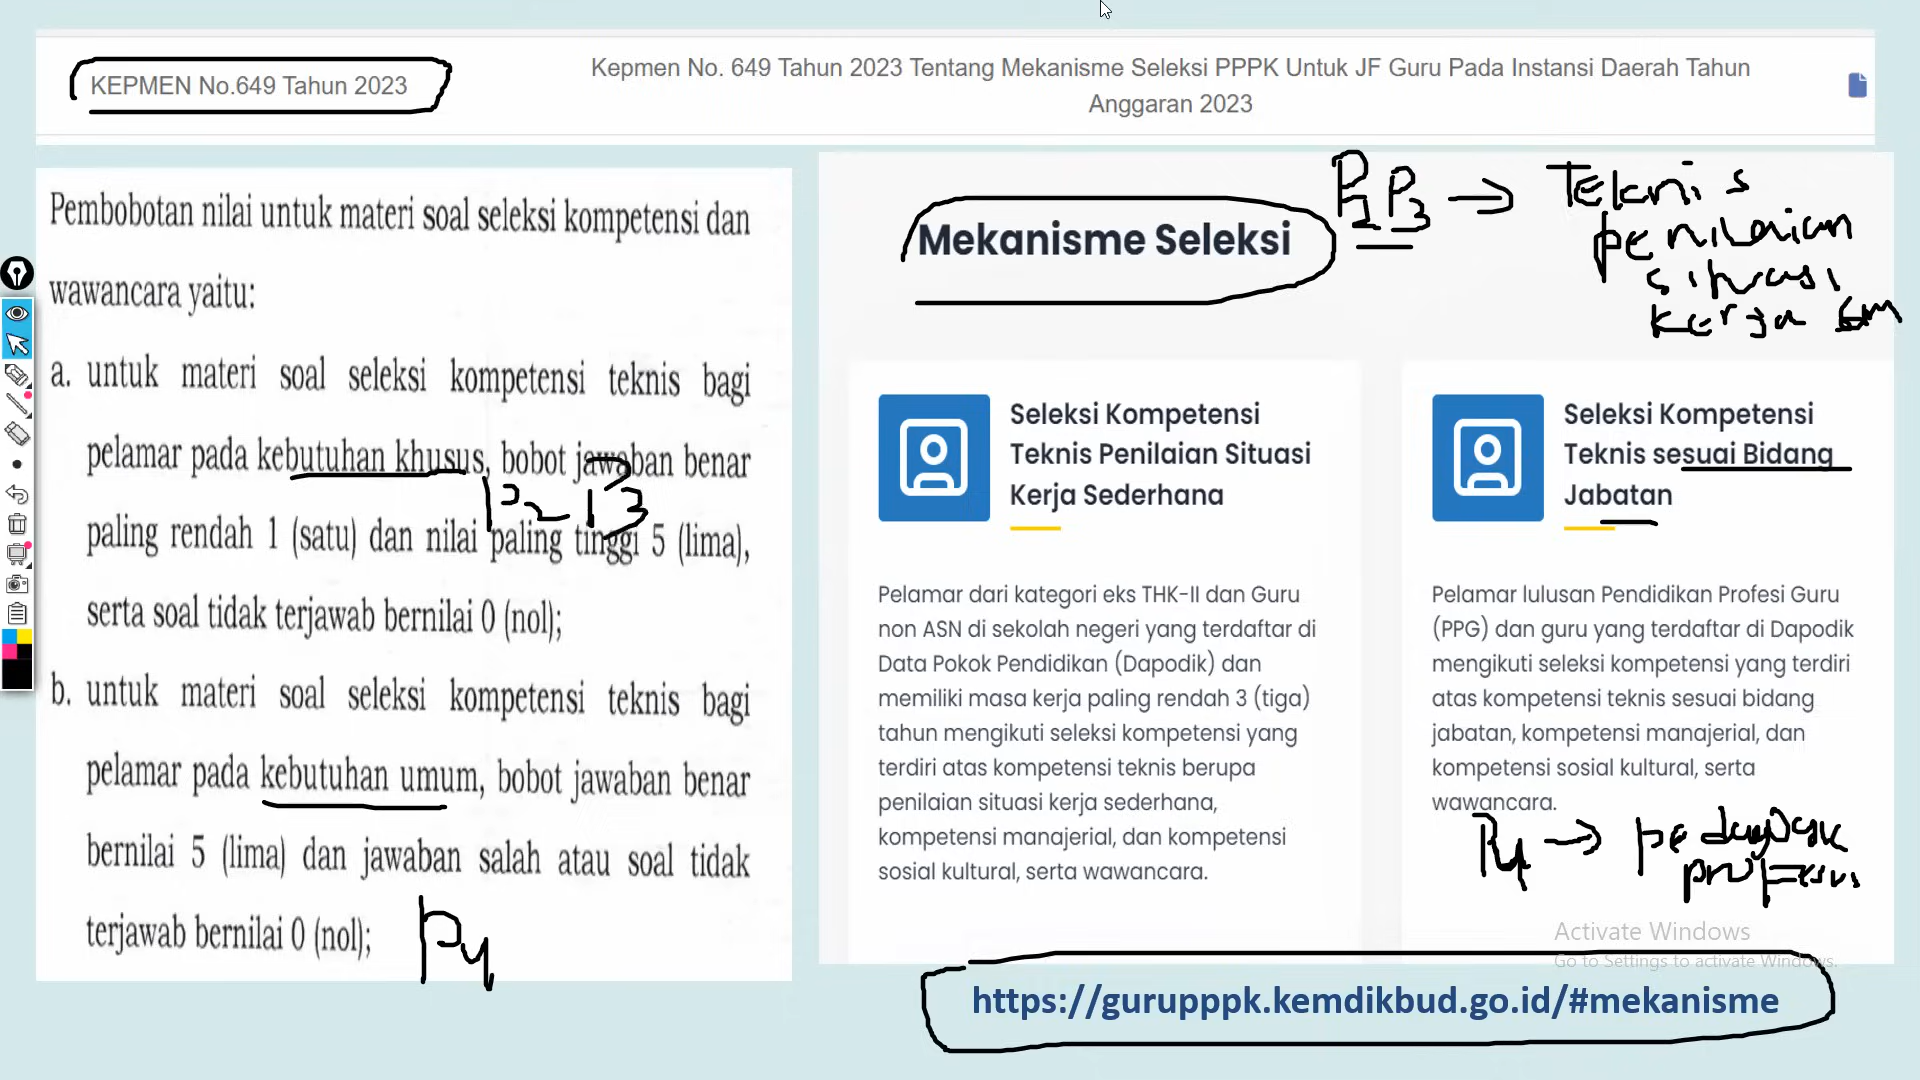 KEPMEN No.649 Tahun 2023
Kepmen No. 649 Tahun 2023 Tentang Mekanisme Seleksi PPPK Untuk JF Guru Pada Instansi Daerah Tahun
Anggaran 2023
Pembobotan nilai untuk materi soal seleksi kompetensi dan
wawancara yaitu:
a. untuk materi soal seleksi kompetensi teknis bagi
pelamar pada kebutuhan khusus, bobot jawaban benar
paling rendah 1 (satu) dan nilai paling tinggi 5 (lima),
serta soal tidak terjawab bernilai 0 (nol);
b. untuk materi soal seleksi kompetensi teknis bagi
pelamar pada kebutuhan umum, bobot jawaban benar
bernilai 5 (lima) dan jawaban salah atau soal tidak
terjawab bernilai 0 (nol);
P4
Mekanisme Seleksi
P2 P3 → Teknis
penilaian
situasi
kerja
Seleksi Kompetensi
Teknis Penilaian Situasi
Kerja Sederhana
Pelamar dari kategori eks THK-II dan Guru
non ASN di sekolah negeri yang terdaftar di
Data Pokok Pendidikan (Dapodik) dan
memiliki masa kerja paling rendah 3 (tiga)
tahun mengikuti seleksi kompetensi yang
terdiri atas kompetensi teknis berupa
penilaian situasi kerja sederhana,
kompetensi manajerial, dan kompetensi
sosial kultural, serta wawancara.
Seleksi Kompetensi
Teknis sesuai Bidang
Jabatan
Pelamar lulusan Pendidikan Profesi Guru
(PPG) dan guru yang terdaftar di Dapodik
mengikuti seleksi kompetensi yang terdiri
atas kompetensi teknis sesuai bidang
jabatan, kompetensi manajerial, dan
kompetensi sosial kultural, serta
wawancara.
P4 →
Activate Windows
Go to Settings to activate Windows.
https://gurupppk.kemdikbud.go.id/#mekanisme